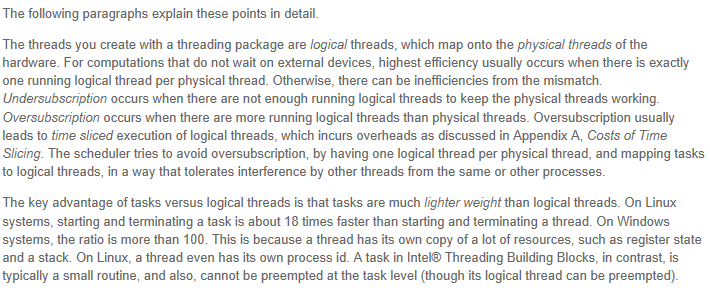 The following paragraphs explain these points in detail.
The threads you create with a threading package are logical threads, which map onto the physical threads of the
hardware. For computations that do not wait on external devices, highest efficiency usually occurs when there is exactly
one running logical thread per physical thread. Otherwise, there can be inefficiencies from the mismatch.
Undersubscription occurs when there are not enough running logical threads to keep the physical threads working.
Oversubscription occurs when there are more running logical threads than physical threads. Oversubscription usually
leads to time sliced execution of logical threads, which incurs overheads as discussed in Appendix A, Costs of Time
Slicing. The scheduler tries to avoid oversubscription, by having one logical thread per physical thread, and mapping tasks
to logical threads, in a way that tolerates interference by other threads from the same or other processes.
The key advantage of tasks versus logical threads is that tasks are much lighter weight than logical threads. On Linux
systems, starting and terminating a task is about 18 times faster than starting and terminating a thread. On Windows
systems, the ratio is more than 100. This is because a thread has its own copy of a lot of resources, such as register state
and a stack. On Linux, a thread even has its own process id. A task in Intel® Threading Building Blocks, in contrast, is
typically a small routine, and also, cannot be preempted at the task level (though its logical thread can be preempted).